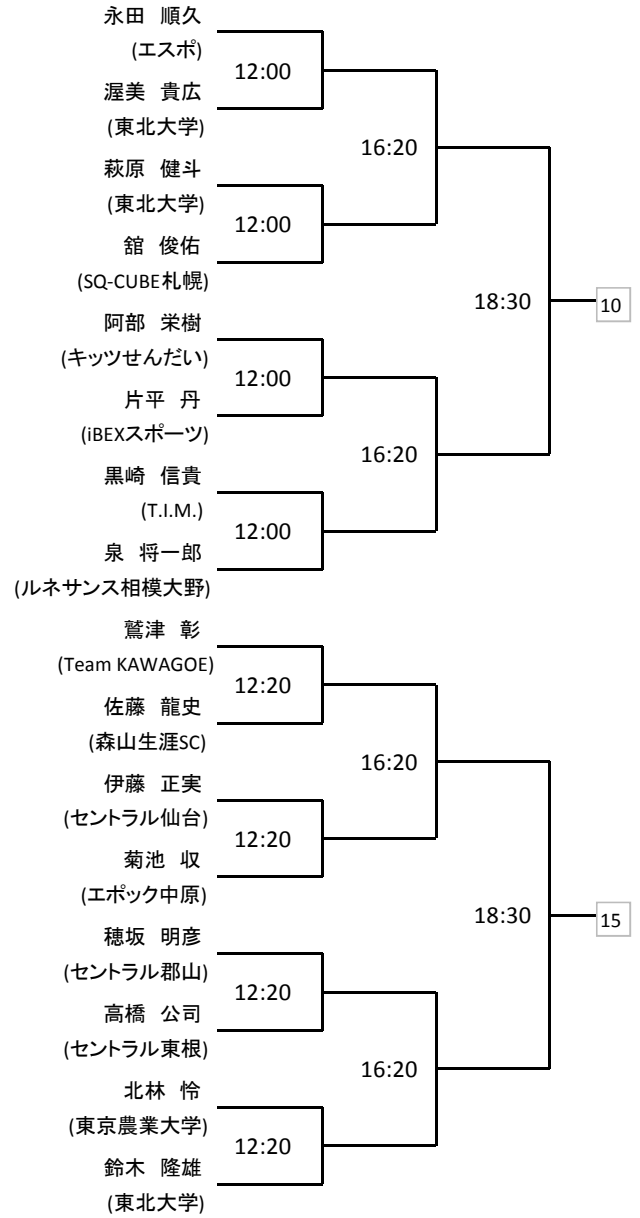 永田 順久
(エスポ)
12:00
渥美 貴広
(東北大学)
16:20
萩原 健斗
(東北大学)
12:00
舘 俊佑
(SQ-CUBE札幌)
18:30
10
阿部 栄樹
(キッツせんだい)
12:00
片平 丹
(iBEXスポーツ)
16:20
黒崎 信貴
(T.I.M.)
12:00
泉 将一郎
(ルネサンス相模大野)
鷲津 彰
(Team KAWAGOE)
12:20
佐藤 龍史
(森山生涯SC)
16:20
伊藤 正実
(セントラル仙台)
12:20
菊池 収
(エポック中原)
18:30
15
穂坂 明彦
(セントラル郡山)
12:20
高橋 公司
(セントラル東根)
16:20
北林 怜
(東京農業大学)
12:20
鈴木 隆雄
(東北大学)